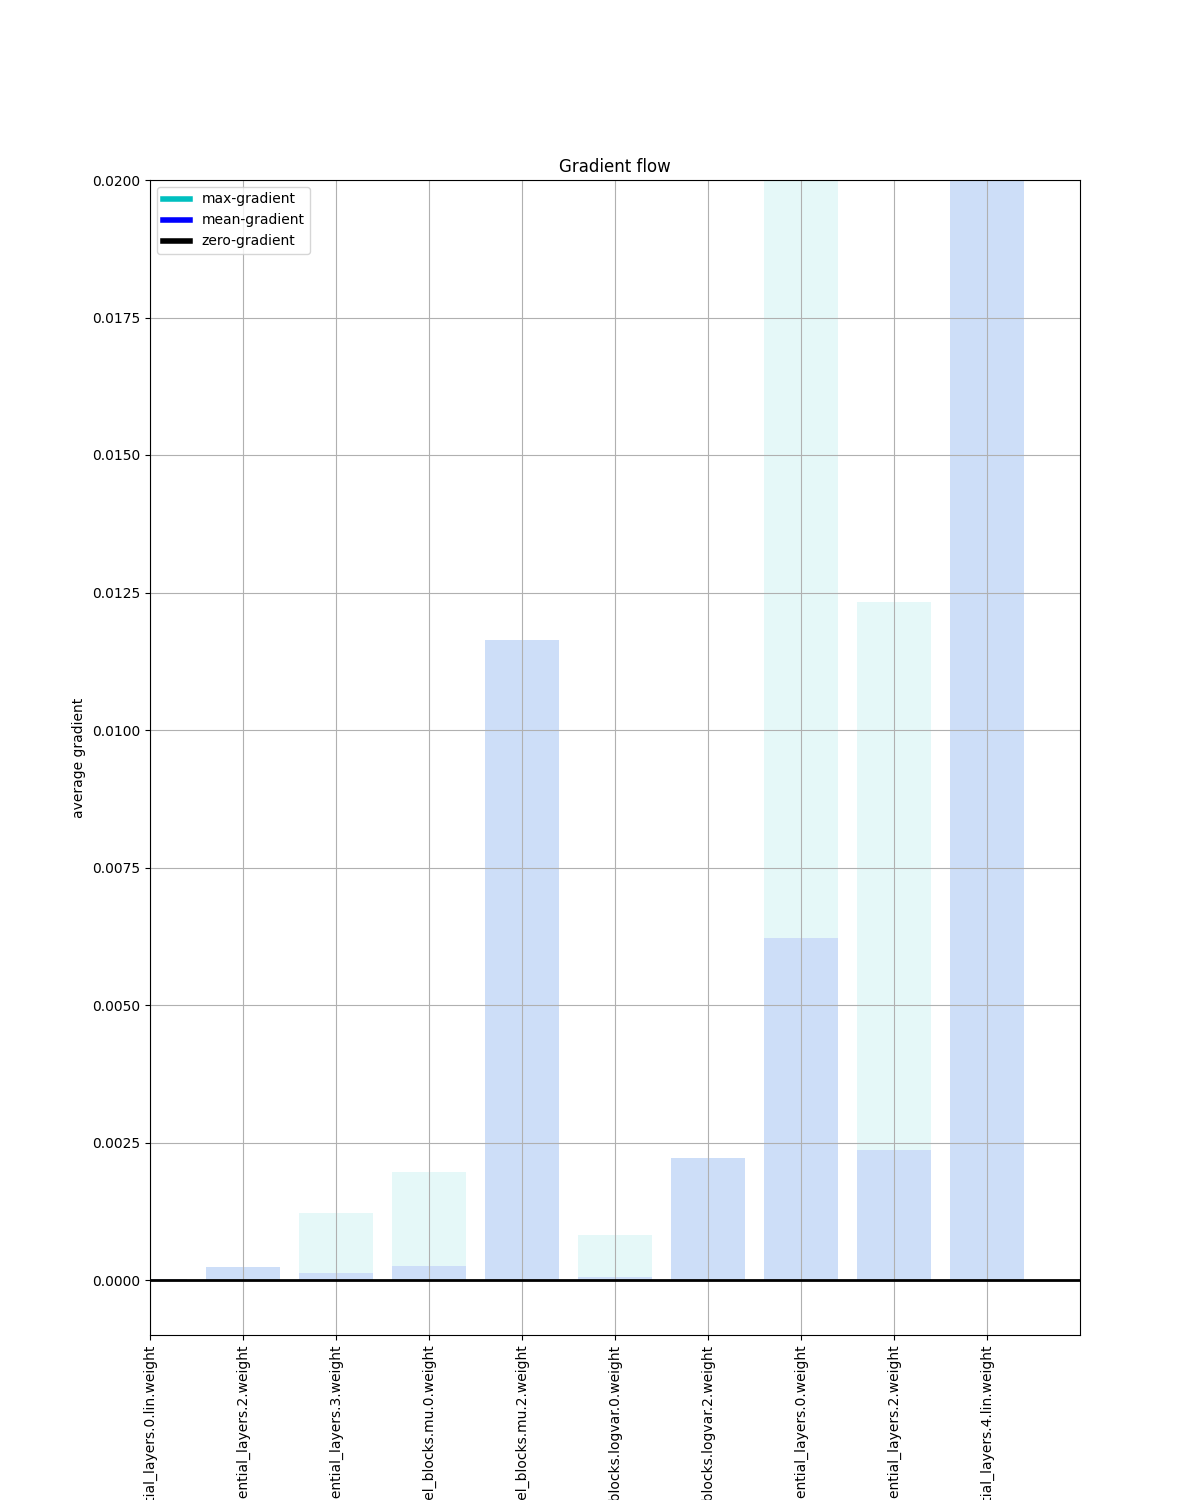 Gradient flow
max-gradient
mean-gradient
zero-gradient
0.0200
0.0175
0.0150
0.0125
0.0100
0.0075
0.0050
0.0025
0.0000
average gradient
tial_layers.0.lin.weight
ential_layers.2.weight
ential_layers.3.weight
el_blocks.mu.0.weight
el_blocks.mu.2.weight
blocks.logvar.0.weight
blocks.logvar.2.weight
ential_layers.0.weight
ential_layers.2.weight
tial_layers.4.lin.weight